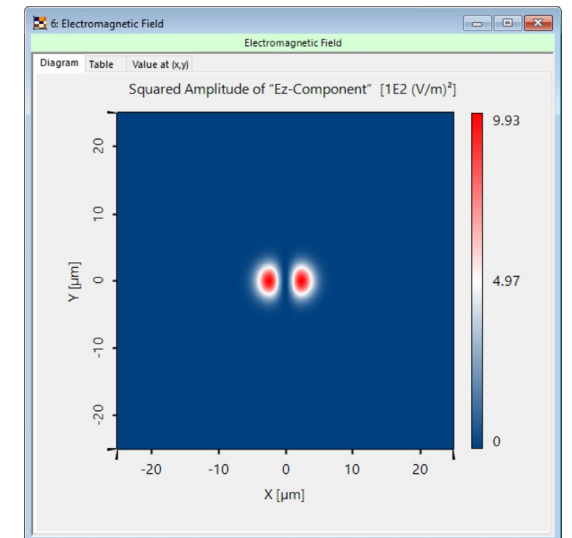 6: Electromagnetic Field
Electromagnetic Field
Diagram Table Value at (x,y)
Squared Amplitude of "Ez-Component" [1E2 (V/m)²]
9.93
4.97
0
20
10
0
-10
-20
Y [µm]
-20 -10 0 10 20
X [µm]